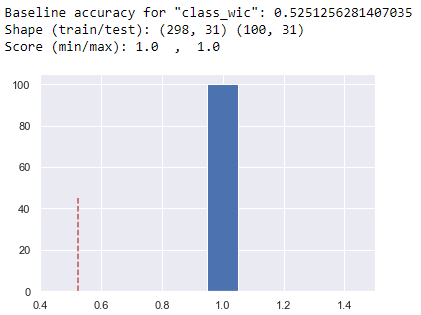 Baseline accuracy for "class_wic": 0.5251256281407035
Shape (train/test): (298, 31) (100, 31)
Score (min/max): 1.0  ,  1.0
100
80
60
40
20
0
0.4 0.6 0.8 1.0 1.2 1.4